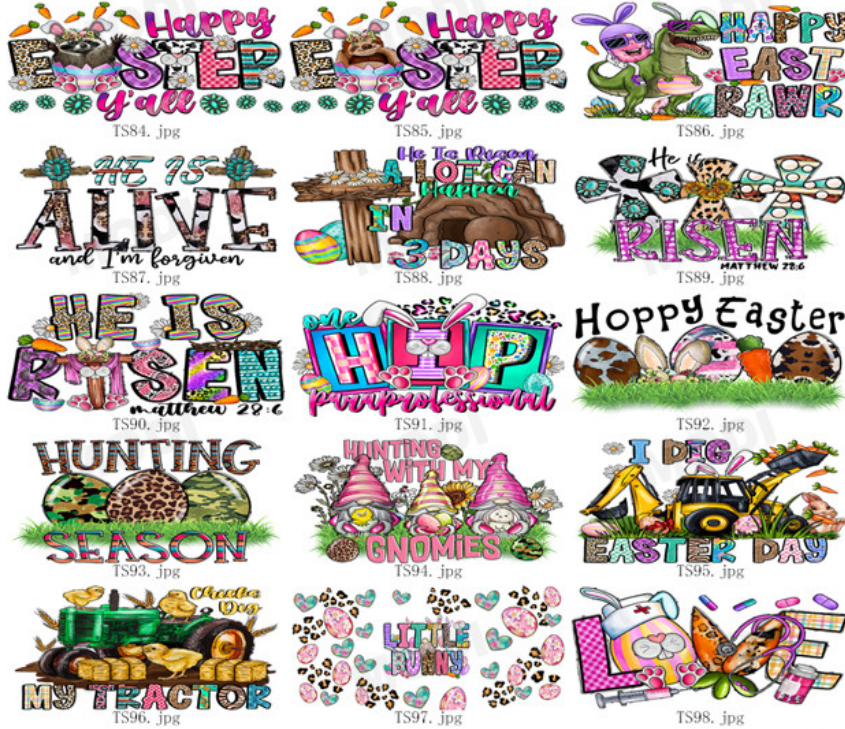 Happy
EASTER
y'all
TS84.jpg
Happy
EASTER
y'all
TS85.jpg
HAPPY
EAST
RAWR
TS86.jpg
HE IS
ALIVE
and I'm forgiven
TS87.jpg
He Is Risen
A LOT CAN
Happen
IN
3 DAYS
TS88.jpg
He is
RISEN
MATTHEW 28:6
TS89.jpg
HE IS
RISEN
matthew 28:6
TS90.jpg
one
HIP
paraprofessional
TS91.jpg
Hoppy Easter
TS92.jpg
HUNTING
SEASON
TS93.jpg
HUNTING
WITH MY
GNOMiES
TS94.jpg
I DIG
EASTER DAY
TS95.jpg
Chicks
Dig
MY TRACTOR
TS96.jpg
LITTLE
BUNNY
TS97.jpg
LOVE
TS98.jpg